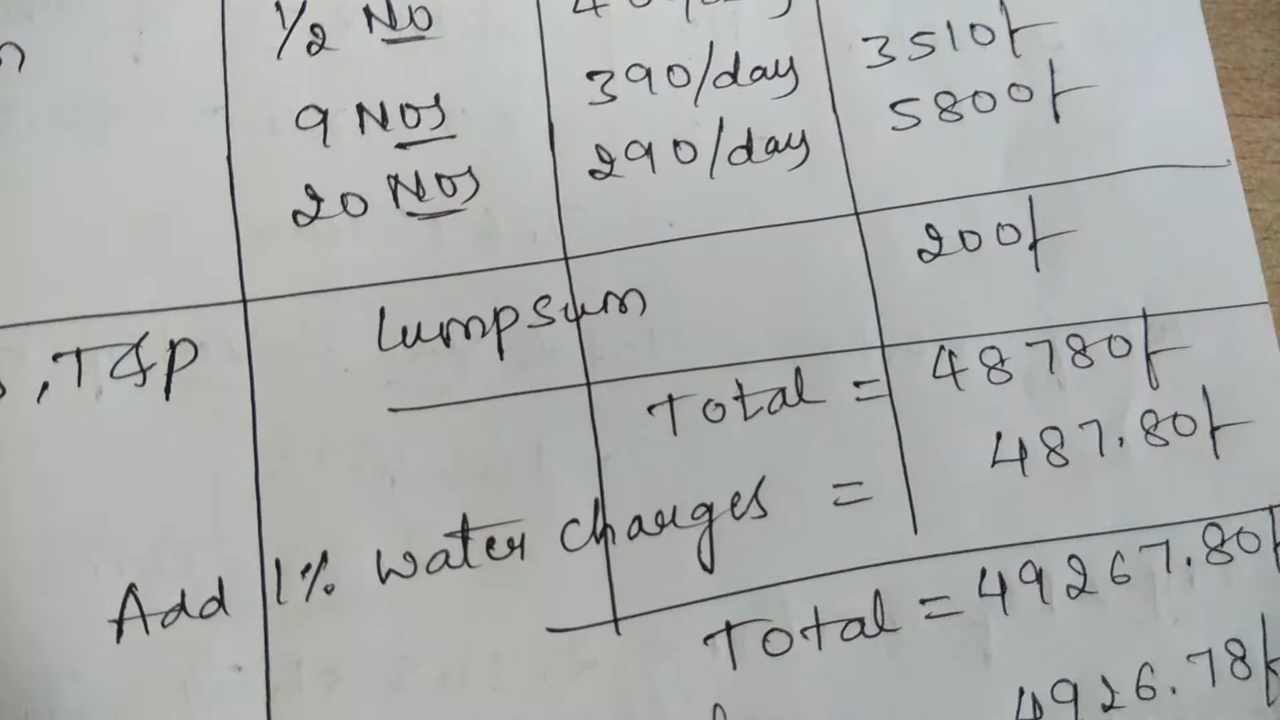 1/2 No
9 Nos 390/day 3510/-
20 Nos 290/day 5800/-
, T&P Lumpsum 200/-
Total = 48780/-
Add 1% water charges = 487.80/-
Total = 49267.80/-
4926.78/-